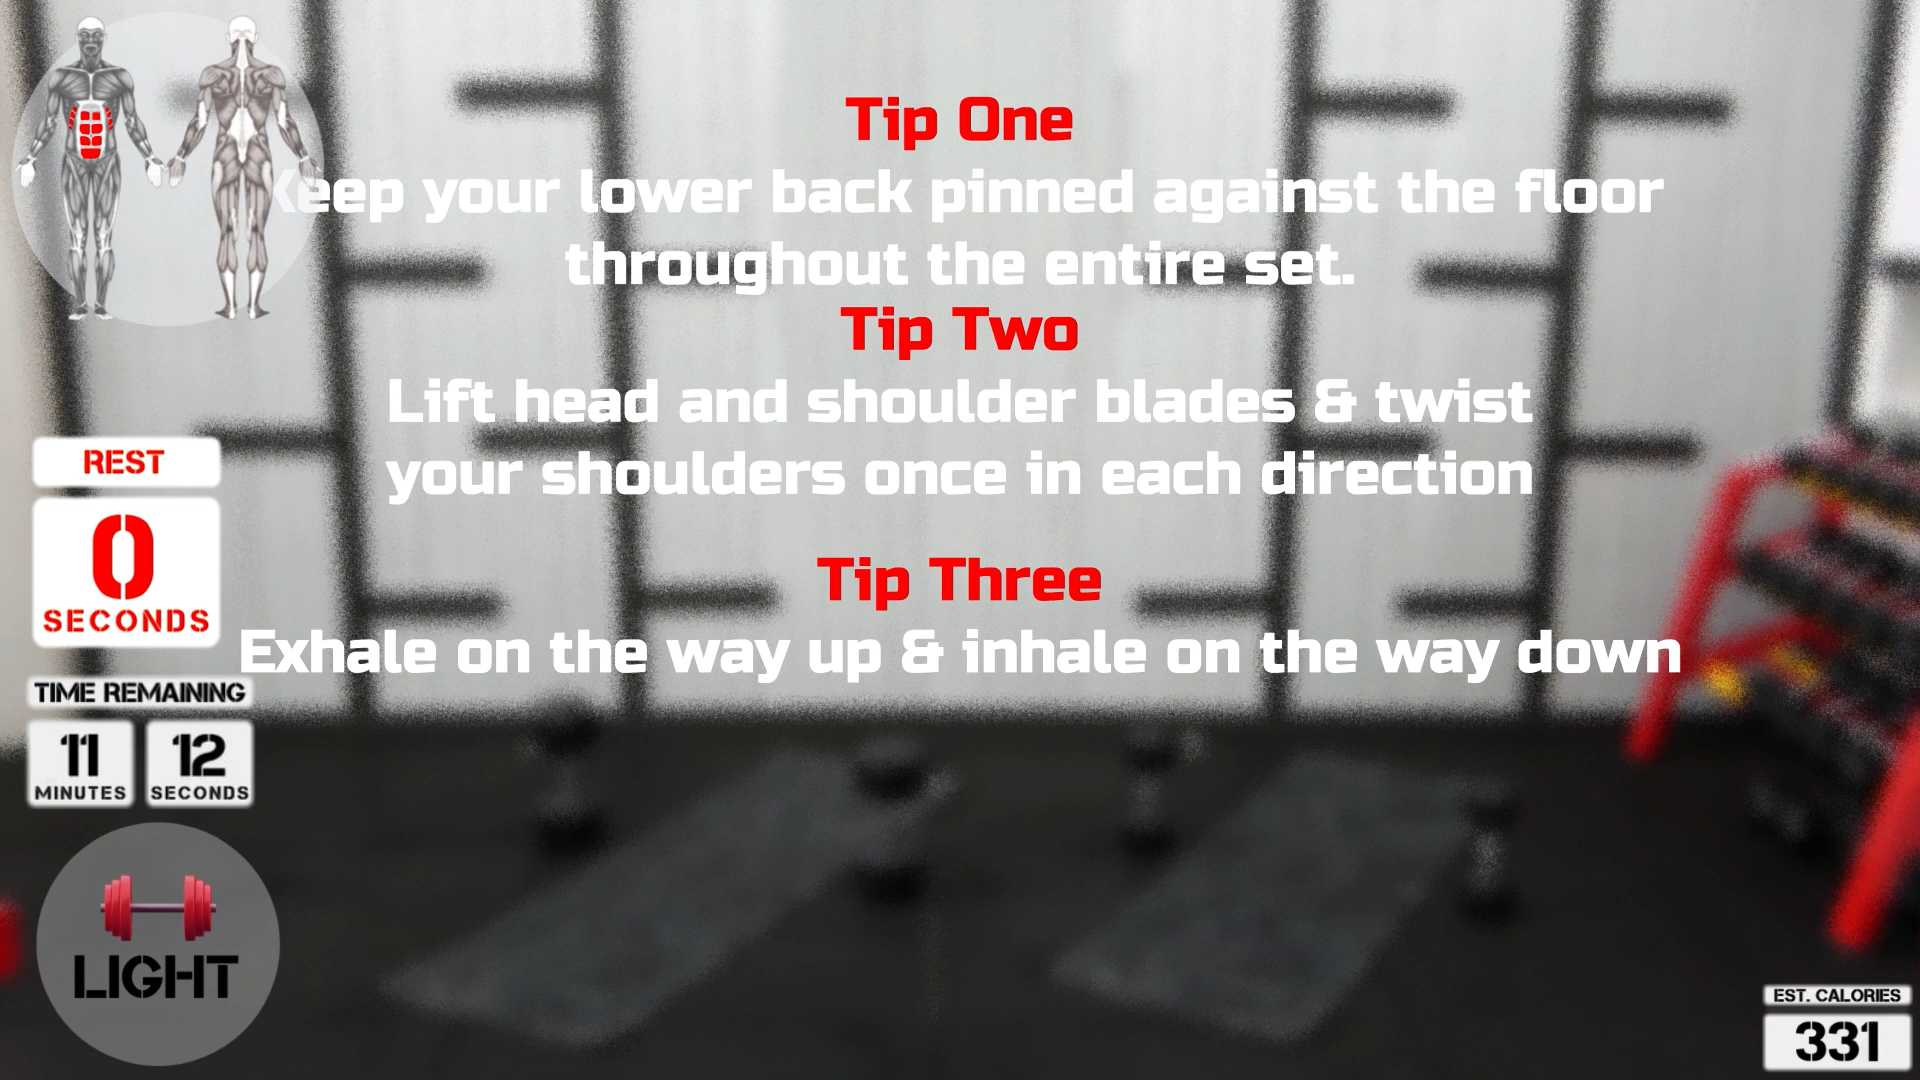 Tip One
Keep your lower back pinned against the floor
throughout the entire set.
Tip Two
Lift head and shoulder blades & twist
your shoulders once in each direction
Tip Three
Exhale on the way up & inhale on the way down
REST
0
SECONDS
TIME REMAINING
11
MINUTES
12
SECONDS
LIGHT
EST. CALORIES
331